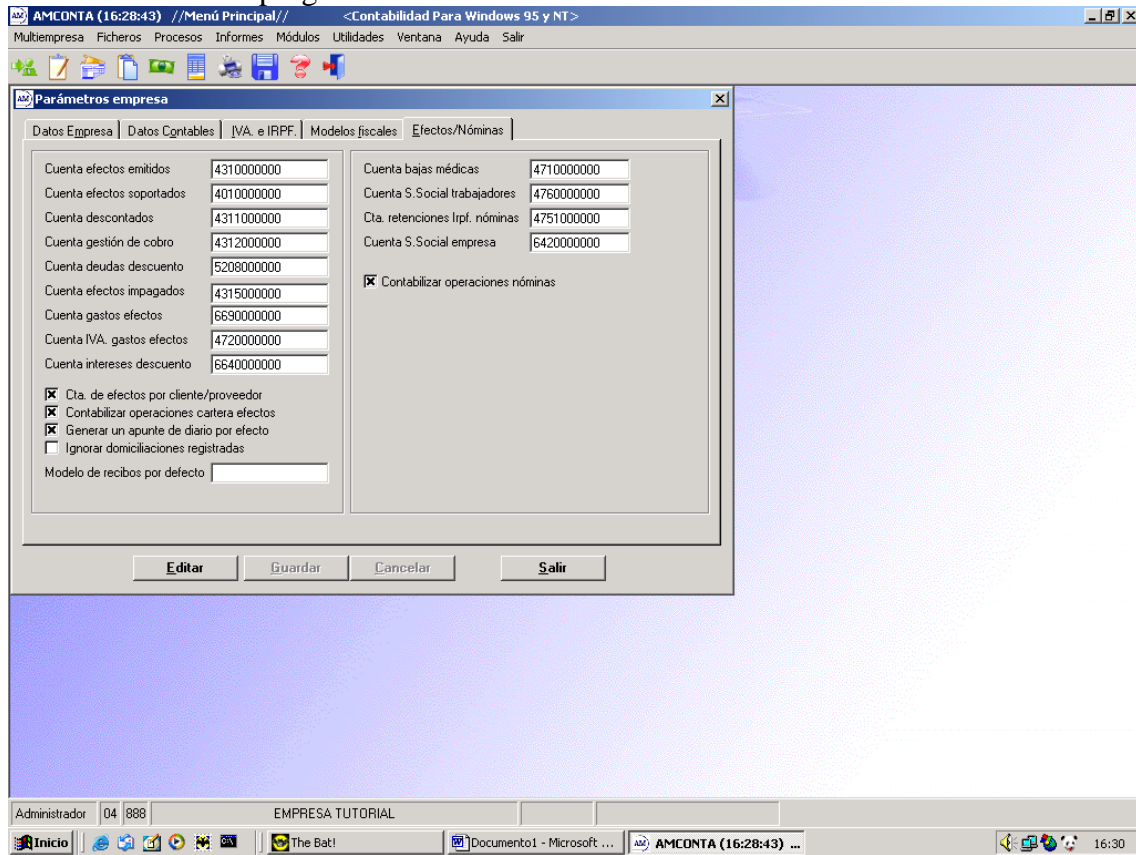 AMCONTA (16:28:43) //Menú Principal// <Contabilidad Para Windows 95 y NT>
Multiempresa Ficheros Procesos Informes Módulos Utilidades Ventana Ayuda Salir
Parámetros empresa
Datos Empresa Datos Contables IVA. e IRPF. Modelos fiscales Efectos/Nóminas
Cuenta efectos emitidos 4310000000
Cuenta efectos soportados 4010000000
Cuenta descontados 4311000000
Cuenta gestión de cobro 4312000000
Cuenta deudas descuento 5208000000
Cuenta efectos impagados 4315000000
Cuenta gastos efectos 6690000000
Cuenta IVA. gastos efectos 4720000000
Cuenta intereses descuento 6640000000
Cta. de efectos por cliente/proveedor
Contabilizar operaciones cartera efectos
Generar un apunte de diario por efecto
Ignorar domiciliaciones registradas
Modelo de recibos por defecto
Cuenta bajas médicas 4710000000
Cuenta S.Social trabajadores 4760000000
Cta. retenciones Irpf. nóminas 4751000000
Cuenta S.Social empresa 6420000000
Contabilizar operaciones nóminas
Editar Guardar Cancelar Salir
Administrador 04 888 EMPRESA TUTORIAL
Inicio The Bat! Documento1 - Microsoft ... AMCONTA (16:28:43) ... 16:30